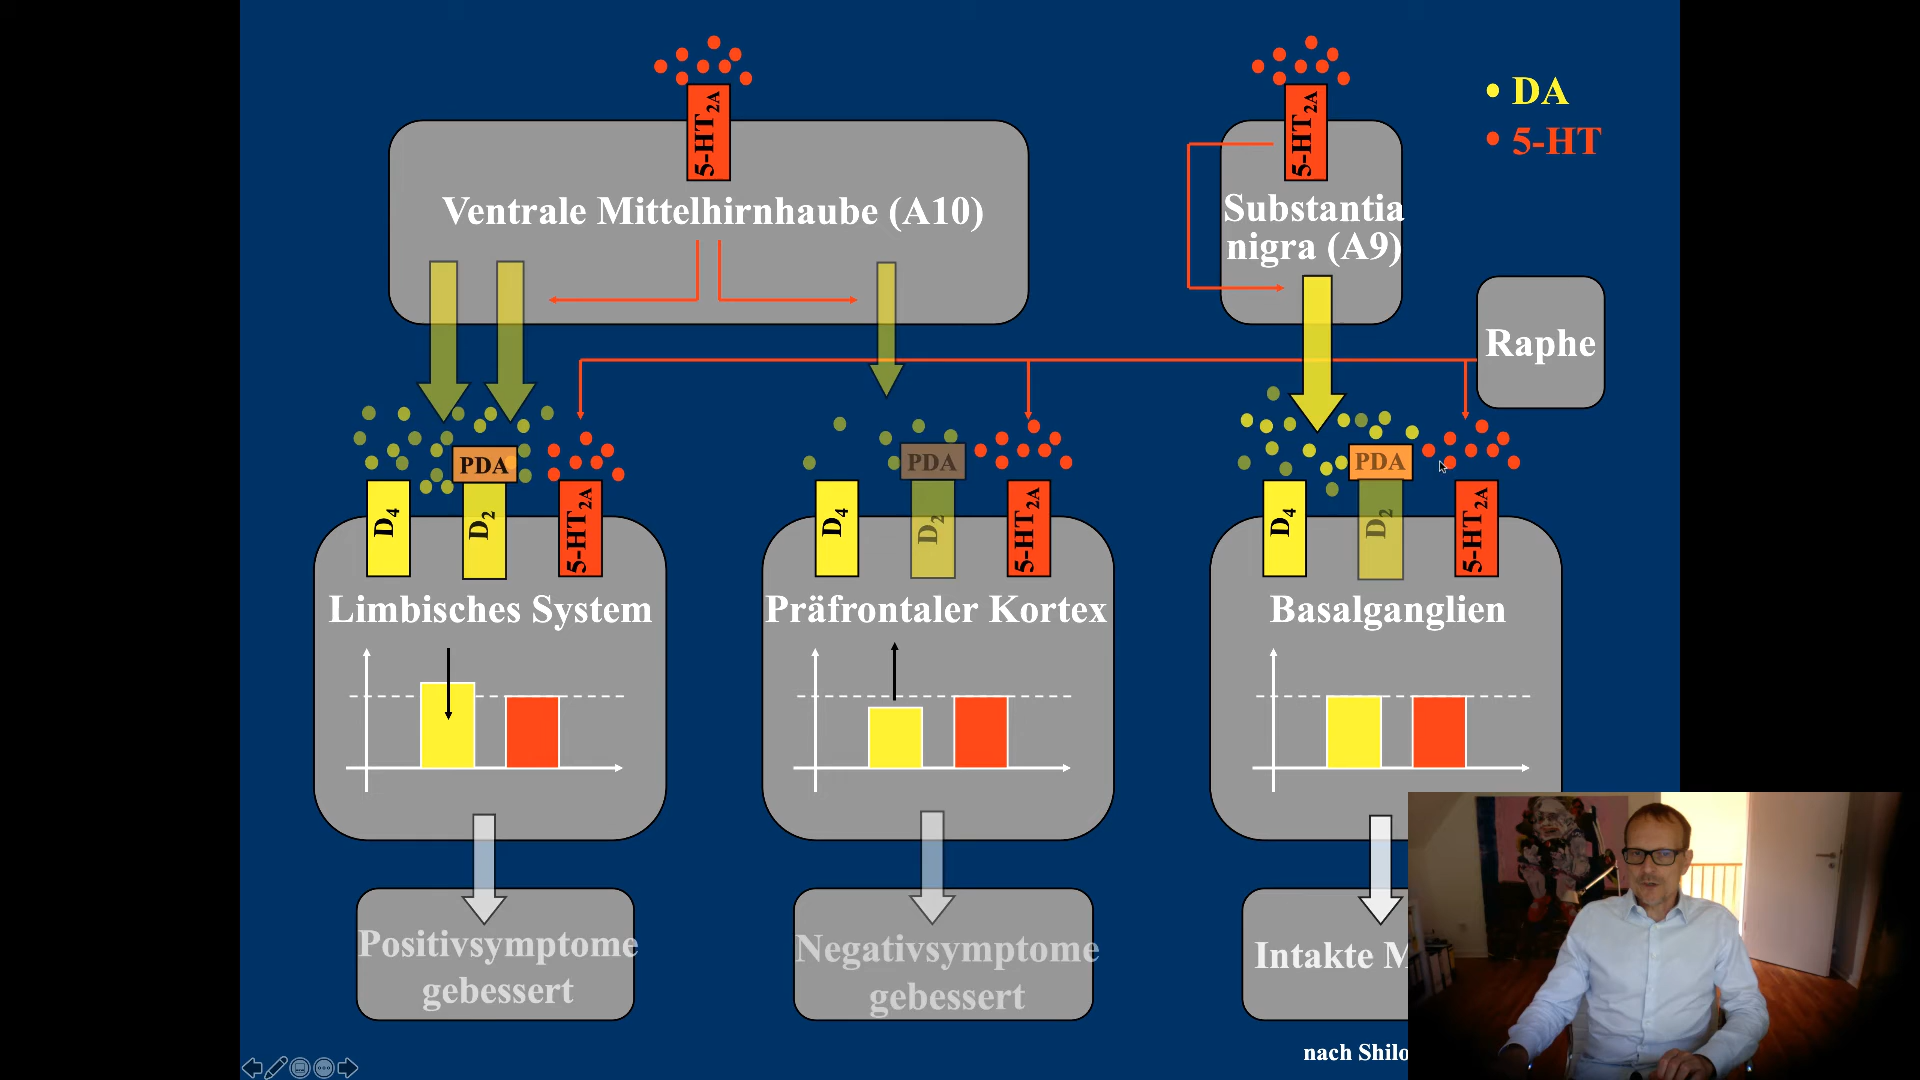 5-HT2A
5-HT2A
• DA
• 5-HT
Ventrale Mittelhirnhaube (A10)
Substantia
nigra (A9)
Raphe
PDA
PDA
PDA
D4
D2
5-HT2A
D4
D2
5-HT2A
D4
D2
5-HT2A
Limbisches System
Präfrontaler Kortex
Basalganglien
Positivsymptome
gebessert
Negativsymptome
gebessert
Intakte M
nach Shilo